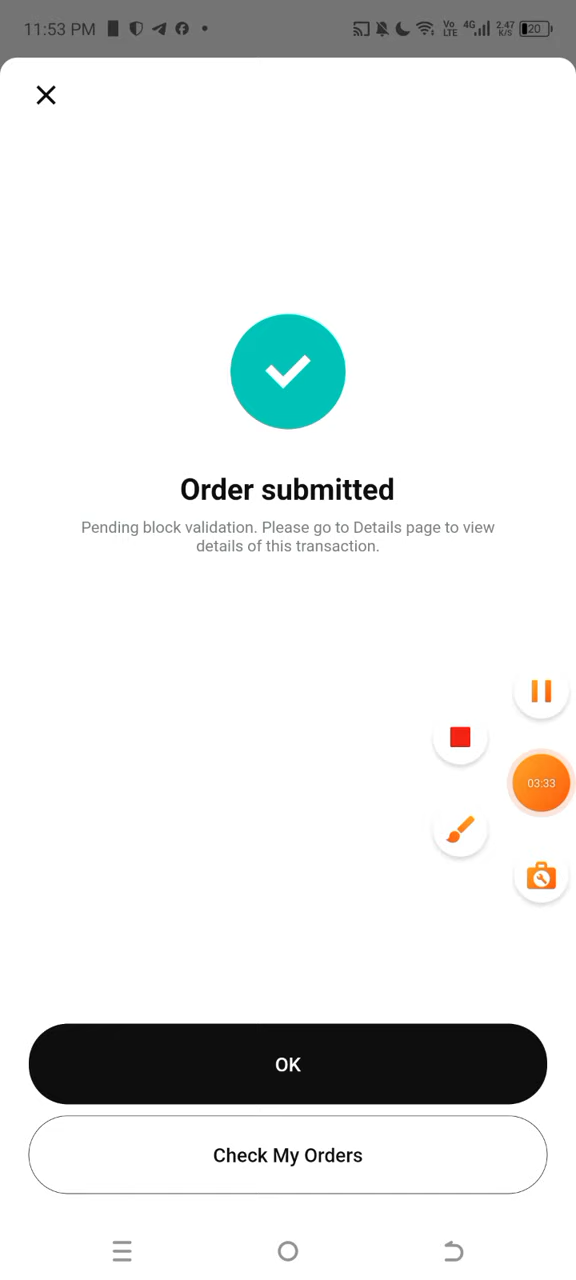 11:53 PM
Vo LTE 4G 2.47 K/S 20
Order submitted
Pending block validation. Please go to Details page to view
details of this transaction.
03:33
OK
Check My Orders